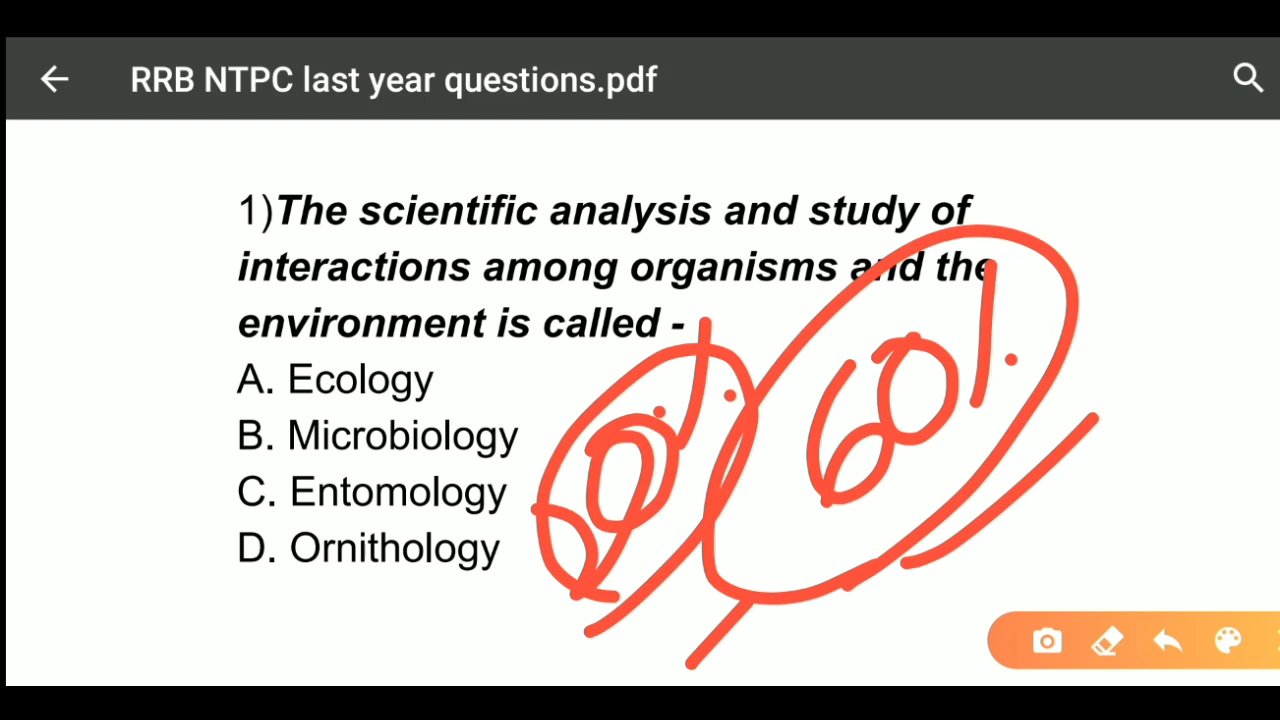 RRB NTPC last year questions.pdf
1)The scientific analysis and study of
interactions among organisms and the
environment is called -
A. Ecology
B. Microbiology
C. Entomology
D. Ornithology
60%